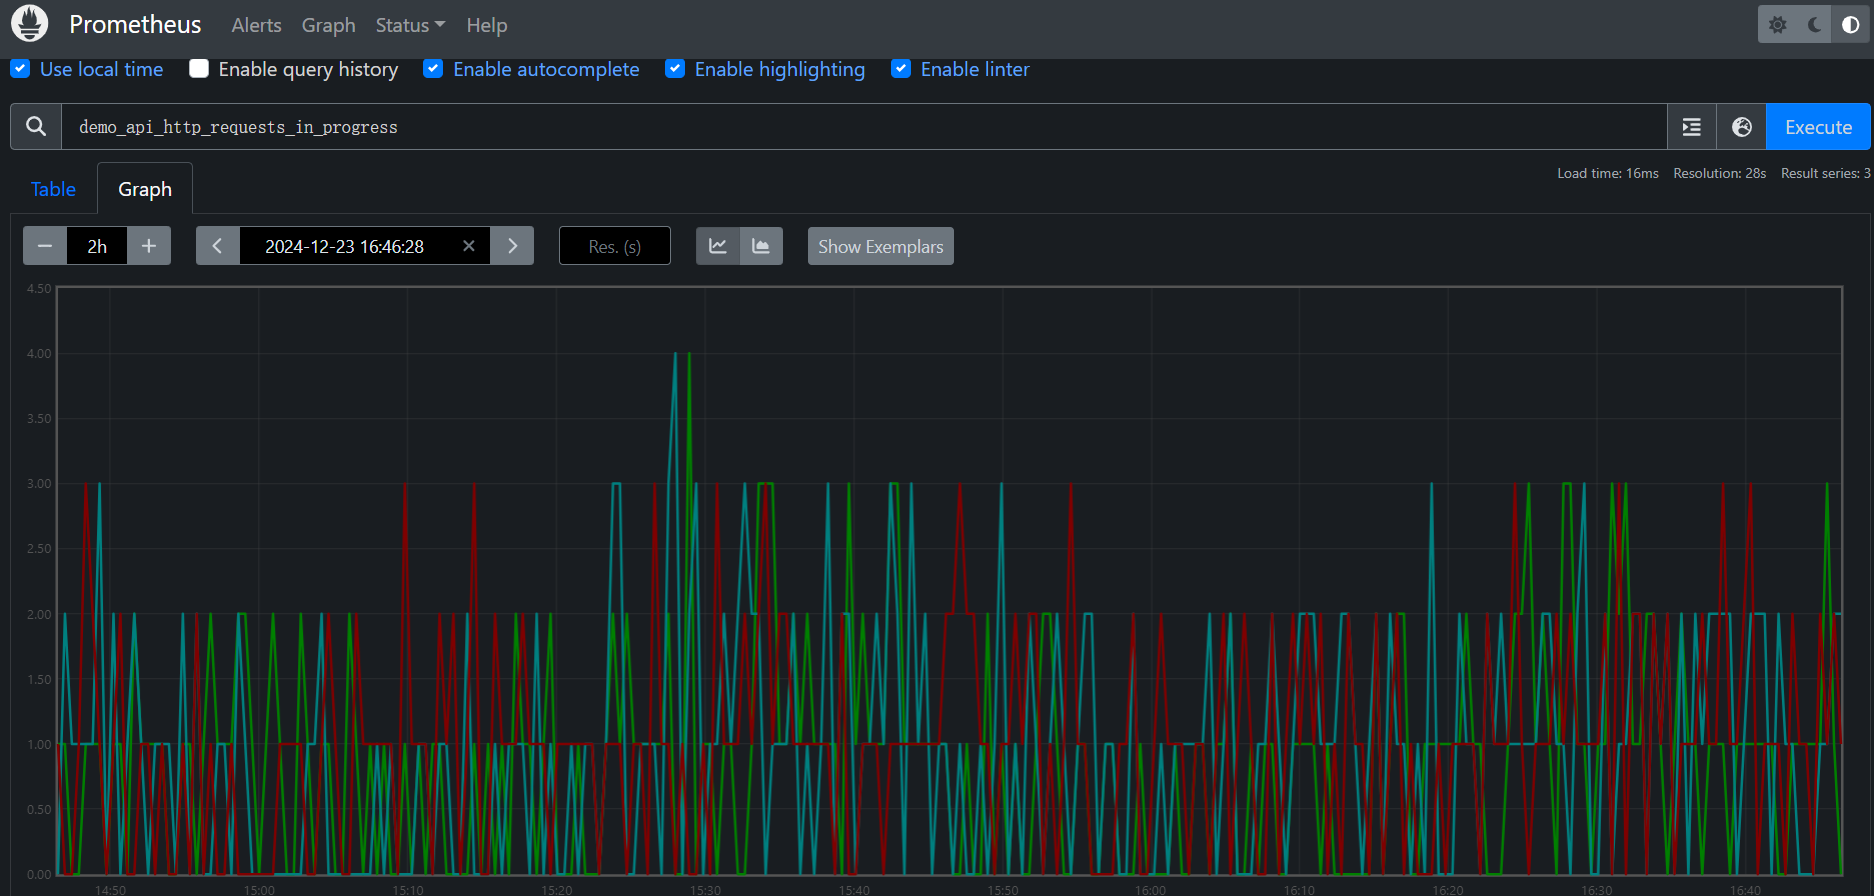 Prometheus Alerts Graph Status Help
Use local time Enable query history Enable autocomplete Enable highlighting Enable linter
demo_api_http_requests_in_progress Execute
Table Graph Load time: 16ms Resolution: 28s Result series: 3
2h 2024-12-23 16:46:28 Res. (s) Show Exemplars
4.50
4.00
3.50
3.00
2.50
2.00
1.50
1.00
0.50
0.00
14:50 15:00 15:10 15:20 15:30 15:40 15:50 16:00 16:10 16:20 16:30 16:40